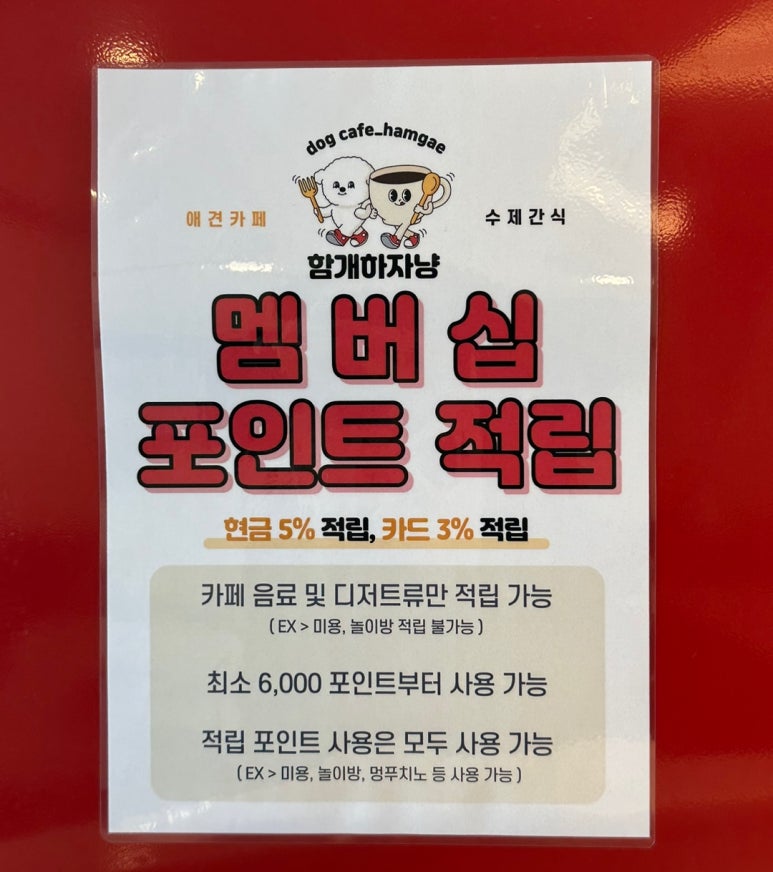 dog cafe_hamgae
애견카페
수제간식
함개하자냥
멤버십
포인트 적립
현금 5% 적립, 카드 3% 적립
카페 음료 및 디저트류만 적립 가능
( EX > 미용, 놀이방 적립 불가능 )
최소 6,000 포인트부터 사용 가능
적립 포인트 사용은 모두 사용 가능
( EX > 미용, 놀이방, 멍푸치노 등 사용 가능 )